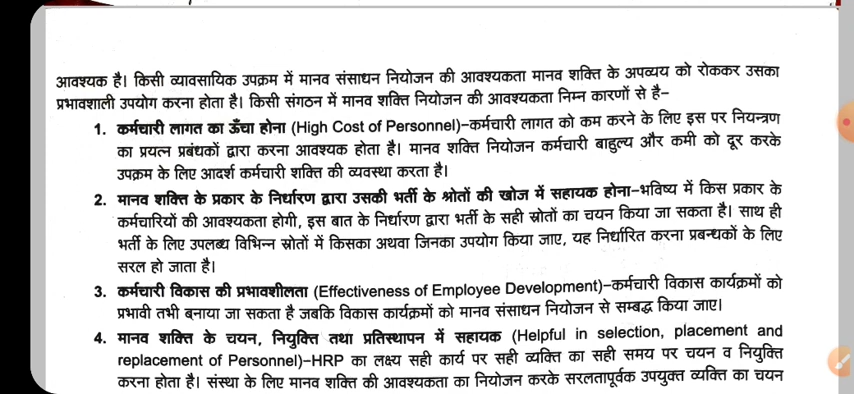 आवश्यक है। किसी व्यावसायिक उपक्रम में मानव संसाधन नियोजन की आवश्यकता मानव शक्ति के अपव्यय को रोककर उसका
प्रभावशाली उपयोग करना होता है। किसी संगठन में मानव शक्ति नियोजन की आवश्यकता निम्न कारणों से है–
1. कर्मचारी लागत का ऊँचा होना (High Cost of Personnel)–कर्मचारी लागत को कम करने के लिए इस पर नियन्त्रण
का प्रयत्न प्रबंधकों द्वारा करना आवश्यक होता है। मानव शक्ति नियोजन कर्मचारी बाहुल्य और कमी को दूर करके
उपक्रम के लिए आदर्श कर्मचारी शक्ति की व्यवस्था करता है।
2. मानव शक्ति के प्रकार के निर्धारण द्वारा उसकी भर्ती के श्रोतों की खोज में सहायक होना–भविष्य में किस प्रकार के
कर्मचारियों की आवश्यकता होगी, इस बात के निर्धारण द्वारा भर्ती के सही स्रोतों का चयन किया जा सकता है। साथ ही
भर्ती के लिए उपलब्ध विभिन्न स्रोतों में किसका अथवा जिनका उपयोग किया जाए, यह निर्धारित करना प्रबन्धकों के लिए
सरल हो जाता है।
3. कर्मचारी विकास की प्रभावशीलता (Effectiveness of Employee Development)–कर्मचारी विकास कार्यक्रमों को
प्रभावी तभी बनाया जा सकता है जबकि विकास कार्यक्रमों को मानव संसाधन नियोजन से सम्बद्ध किया जाए।
4. मानव शक्ति के चयन, नियुक्ति तथा प्रतिस्थापन में सहायक (Helpful in selection, placement and
replacement of Personnel)–HRP का लक्ष्य सही कार्य पर सही व्यक्ति का सही समय पर चयन व नियुक्ति
करना होता है। संस्था के लिए मानव शक्ति की आवश्यकता का नियोजन करके सरलतापूर्वक उपयुक्त व्यक्ति का चयन